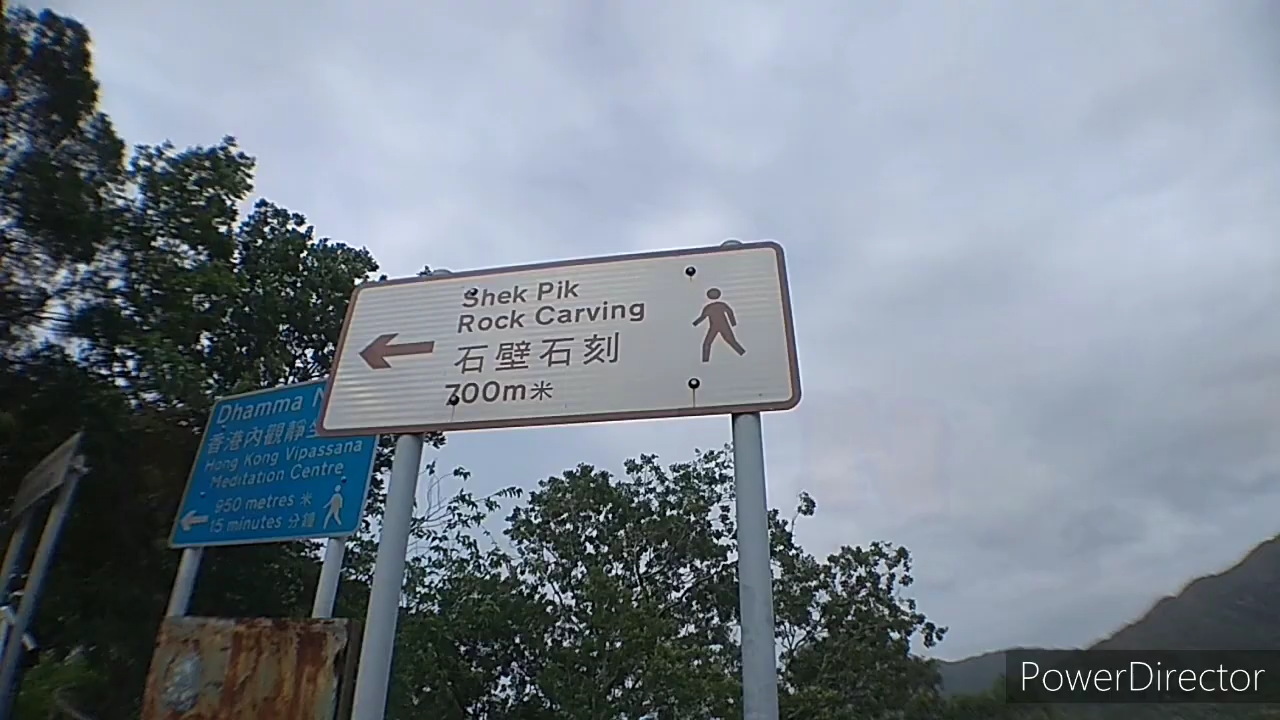 Shek Pik
Rock Carving
石壁石刻
700m米
Dhamma
香港內觀靜
Hong Kong Vipassana
Meditation Centre
950 metres 米
15 minutes 分鐘
PowerDirector